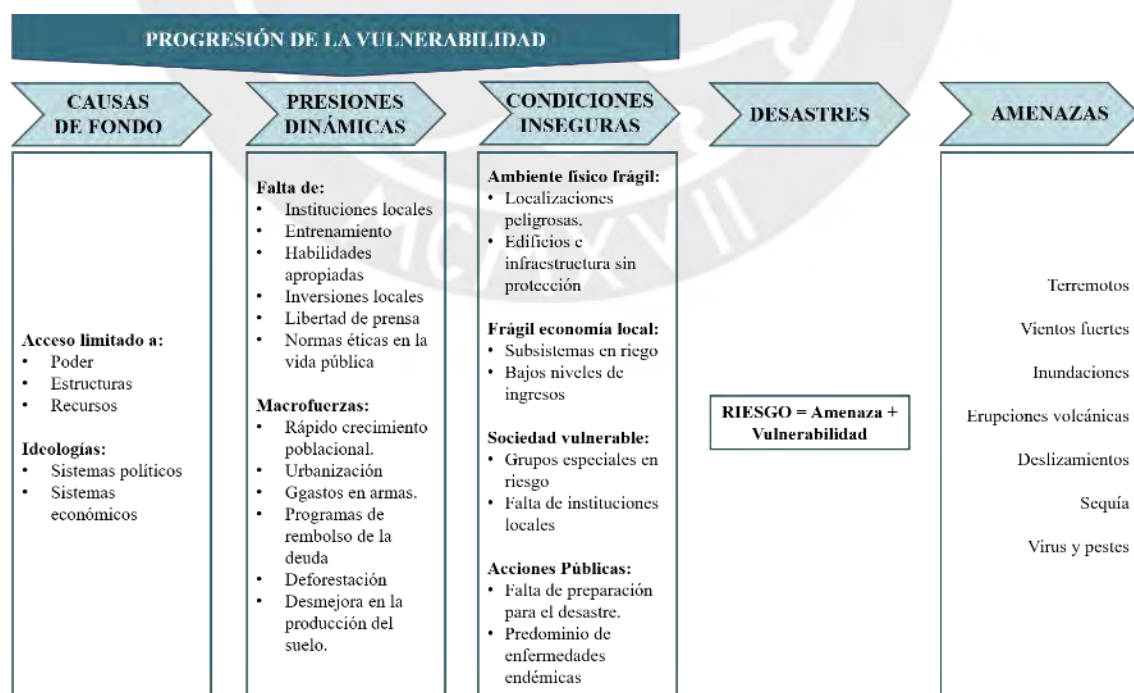 PROGRESIÓN DE LA VULNERABILIDAD
CAUSAS
DE FONDO
PRESIONES
DINÁMICAS
CONDICIONES
INSEGURAS
DESASTRES
AMENAZAS
Acceso limitado a:
• Poder
• Estructuras
• Recursos
Ideologías:
• Sistemas políticos
• Sistemas
económicos
Falta de:
• Instituciones locales
• Entrenamiento
• Habilidades
apropiadas
• Inversiones locales
• Libertad de prensa
• Normas éticas en la
vida pública
Macrofuerzas:
• Rápido crecimiento
poblacional.
• Urbanización
• Ggastos en armas.
• Programas de
rembolso de la
deuda
• Deforestación
• Desmejora en la
producción del
suelo.
Ambiente físico frágil:
• Localizaciones
peligrosas.
• Edificios e
infraestructura sin
protección
Frágil economía local:
• Subsistemas en riego
• Bajos niveles de
ingresos
Sociedad vulnerable:
• Grupos especiales en
riesgo
• Falta de instituciones
locales
Acciones Públicas:
• Falta de preparación
para el desastre.
• Predominio de
enfermedades
endémicas
RIESGO = Amenaza +
Vulnerabilidad
Terremotos
Vientos fuertes
Inundaciones
Erupciones volcánicas
Deslizamientos
Sequía
Virus y pestes